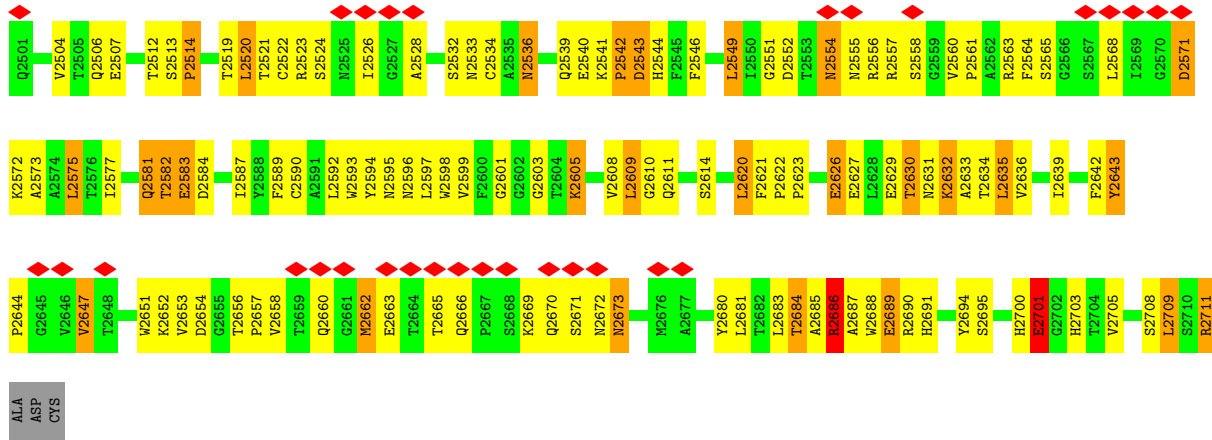 Q2501 V2504 T2505 Q2506 E2507 T2512 S2513 P2514 T2519 L2520 T2521 C2522 R2523 S2524 N2525 I2526 G2527 A2528 S2532 N2533 C2534 A2535 N2536 Q2539 E2540 K2541 P2542 D2543 H2544 F2545 F2546 L2549 I2550 G2551 D2552 T2553 N2554 N2555 R2556 R2557 S2558 G2559 V2560 P2561 A2562 R2563 F2564 S2565 G2566 S2567 L2568 I2569 G2570 D2571
K2572 A2573 A2574 L2575 T2576 I2577 Q2581 T2582 E2583 D2584 I2587 Y2588 F2589 C2590 A2591 L2592 W2593 Y2594 N2595 N2596 L2597 W2598 V2599 F2600 G2601 G2602 G2603 T2604 K2605 V2608 L2609 G2610 Q2611 S2614 L2620 F2621 P2622 P2623 E2626 E2627 L2628 E2629 T2630 N2631 K2632 A2633 T2634 L2635 V2636 I2639 F2642 Y2643
P2644 G2645 V2646 V2647 T2648 W2651 K2652 V2653 D2654 G2655 T2656 P2657 V2658 T2659 Q2660 G2661 M2662 E2663 T2664 T2665 Q2666 P2667 S2668 K2669 Q2670 S2671 N2672 N2673 M2676 A2677 Y2680 L2681 T2682 L2683 T2684 A2685 R2686 A2687 W2688 E2689 R2690 H2691 Y2694 S2695 H2700 E2701 G2702 H2703 T2704 V2705 S2708 L2709 S2710 R2711
ALA ASP CYS